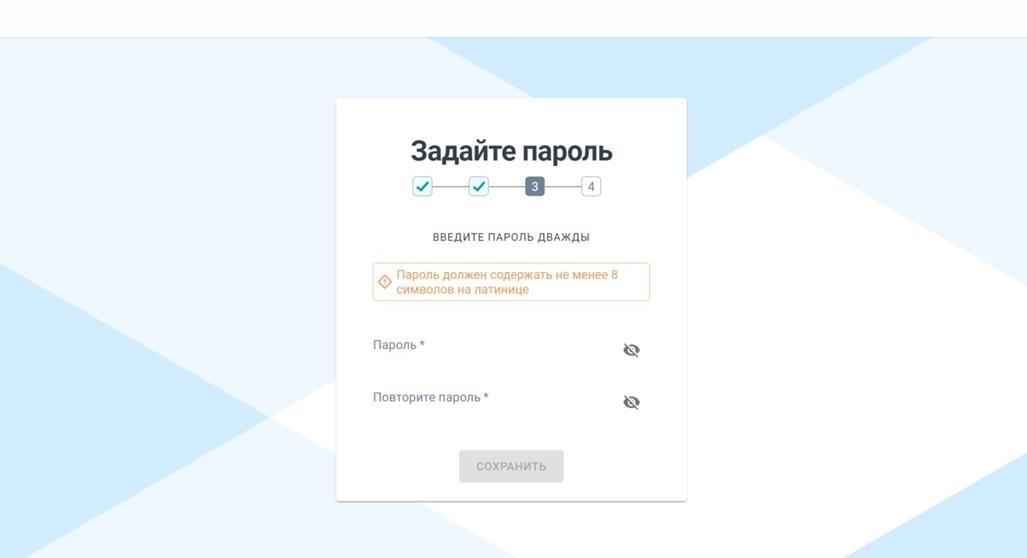 Задайте пароль
3
4
ВВЕДИТЕ ПАРОЛЬ ДВАЖДЫ
Пароль должен содержать не менее 8
символов на латинице
Пароль *
Повторите пароль *
СОХРАНИТЬ